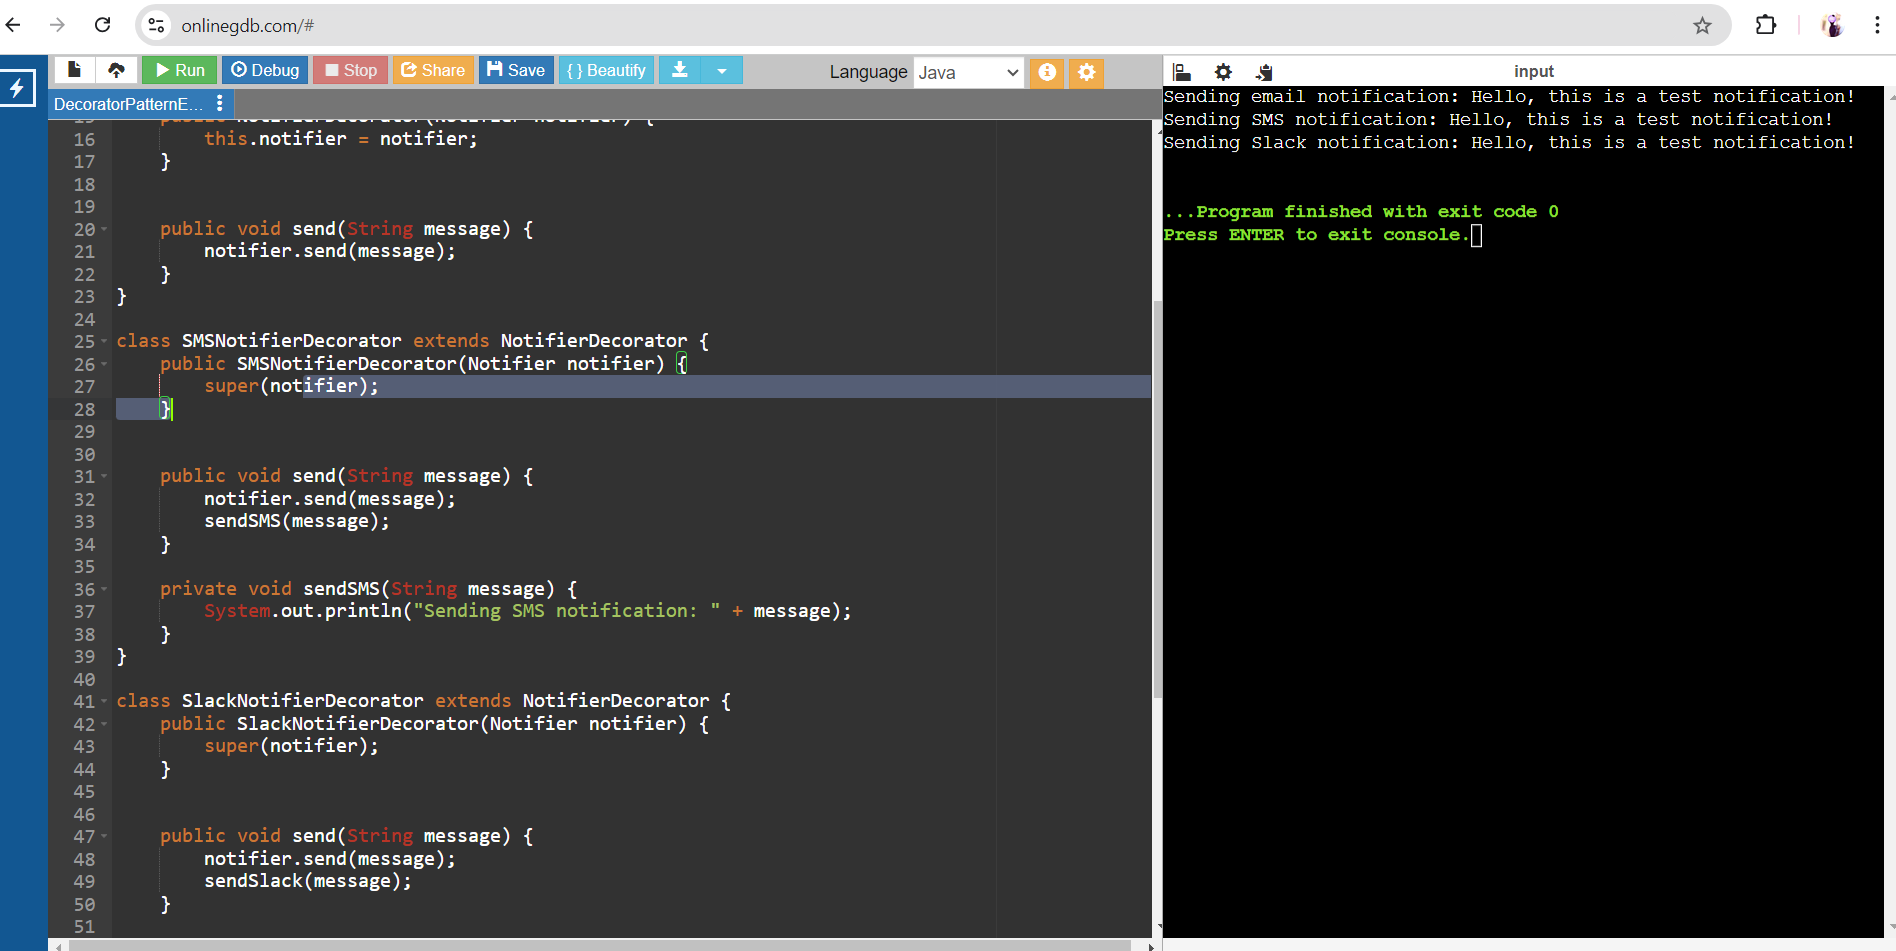 onlinegdb.com/#
Run Debug Stop Share Save { } Beautify Language Java
DecoratorPatternE...
16 this.notifier = notifier;
17 }
18
19
20 public void send(String message) {
21 notifier.send(message);
22 }
23 }
24
25 class SMSNotifierDecorator extends NotifierDecorator {
26 public SMSNotifierDecorator(Notifier notifier) {
27 super(notifier);
28 }
29
30
31 public void send(String message) {
32 notifier.send(message);
33 sendSMS(message);
34 }
35
36 private void sendSMS(String message) {
37 System.out.println("Sending SMS notification: " + message);
38 }
39 }
40
41 class SlackNotifierDecorator extends NotifierDecorator {
42 public SlackNotifierDecorator(Notifier notifier) {
43 super(notifier);
44 }
45
46
47 public void send(String message) {
48 notifier.send(message);
49 sendSlack(message);
50 }
51
input
Sending email notification: Hello, this is a test notification!
Sending SMS notification: Hello, this is a test notification!
Sending Slack notification: Hello, this is a test notification!
...Program finished with exit code 0
Press ENTER to exit console.